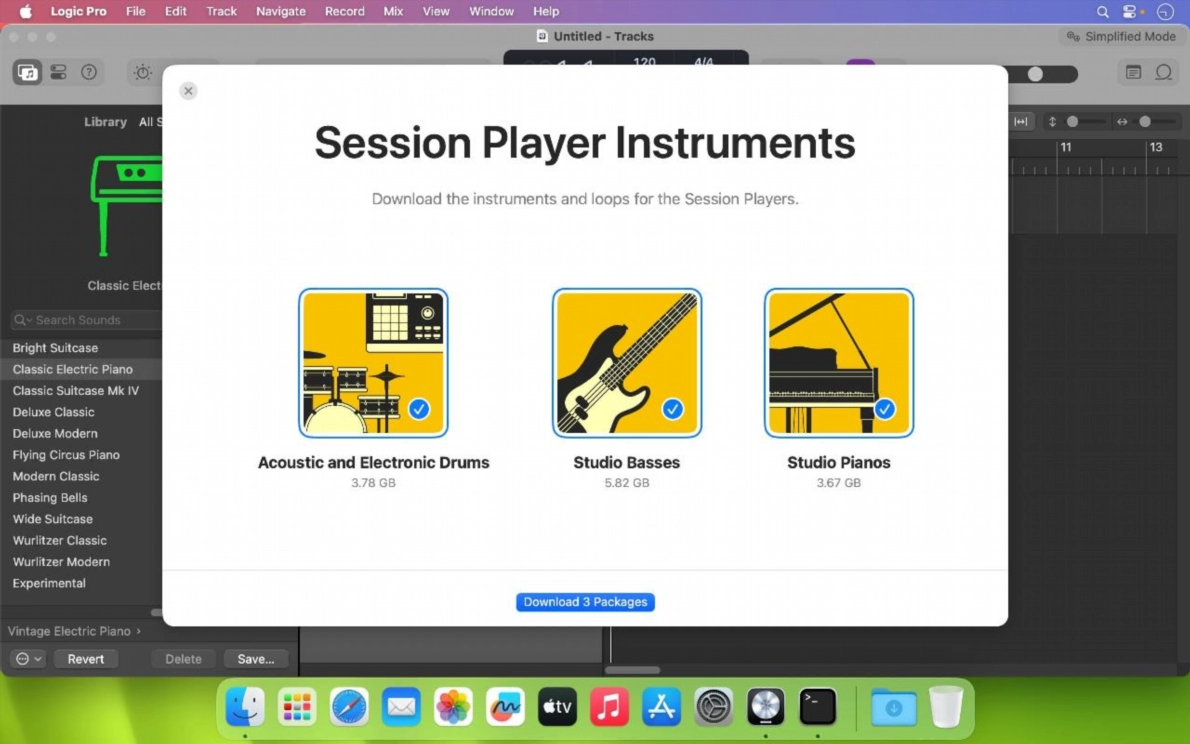 Logic Pro File Edit Track Navigate Record Mix View Window Help
Untitled - Tracks
Simplified Mode
120 4/4
Library All S
11 13
Session Player Instruments
Download the instruments and loops for the Session Players.
Classic Elect
Search Sounds
Bright Suitcase
Classic Electric Piano
Classic Suitcase Mk IV
Deluxe Classic
Deluxe Modern
Flying Circus Piano
Modern Classic
Phasing Bells
Wide Suitcase
Wurlitzer Classic
Wurlitzer Modern
Experimental
Acoustic and Electronic Drums Studio Basses Studio Pianos
3.78 GB 5.82 GB 3.67 GB
Download 3 Packages
Vintage Electric Piano ›
Revert Delete Save...
tv